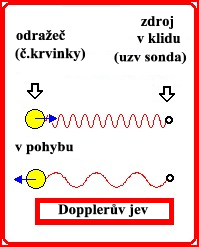 odražeč
(č.krvinky)
zdroj
v klidu
(uzv sonda)
v pohybu
Dopplerův jev